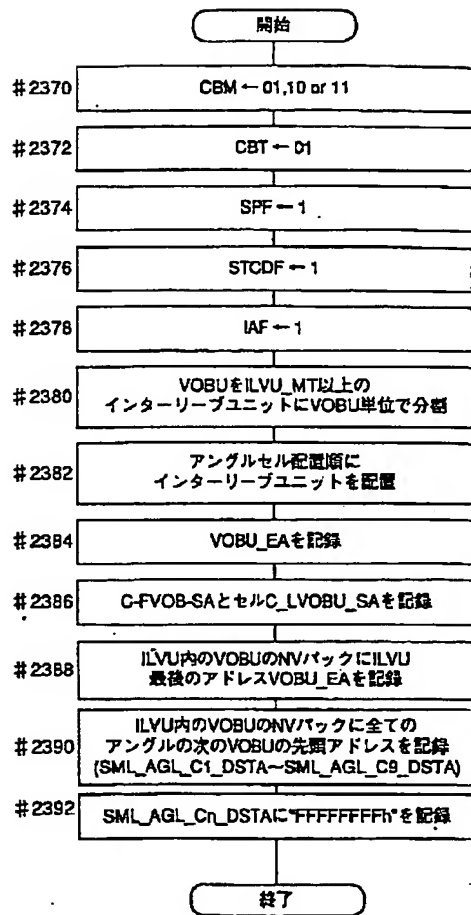 開始
#2370
CBM ← 01,10 or 11
#2372
CBT ← 01
#2374
SPF ← 1
#2376
STCDF ← 1
#2378
IAF ← 1
#2380
VOBUをILVU_MT以上の
インターリーブユニットにVOBU単位で分割
#2382
アングルセル配置順に
インターリーブユニットを配置
#2384
VOBU_EAを記録
#2386
C-FVOB-SAとセルC_LVOBU_SAを記録
#2388
ILVU内のVOBUのNVパックにILVU
最後のアドレスVOBU_EAを記録
#2390
ILVU内のVOBUのNVパックに全ての
アングルの次のVOBUの先頭アドレスを記録
(SML_AGL_C1_DSTA~SML_AGL_C9_DSTA)
#2392
SML_AGL_Cn_DSTAに"FFFFFFFFh"を記録
終了